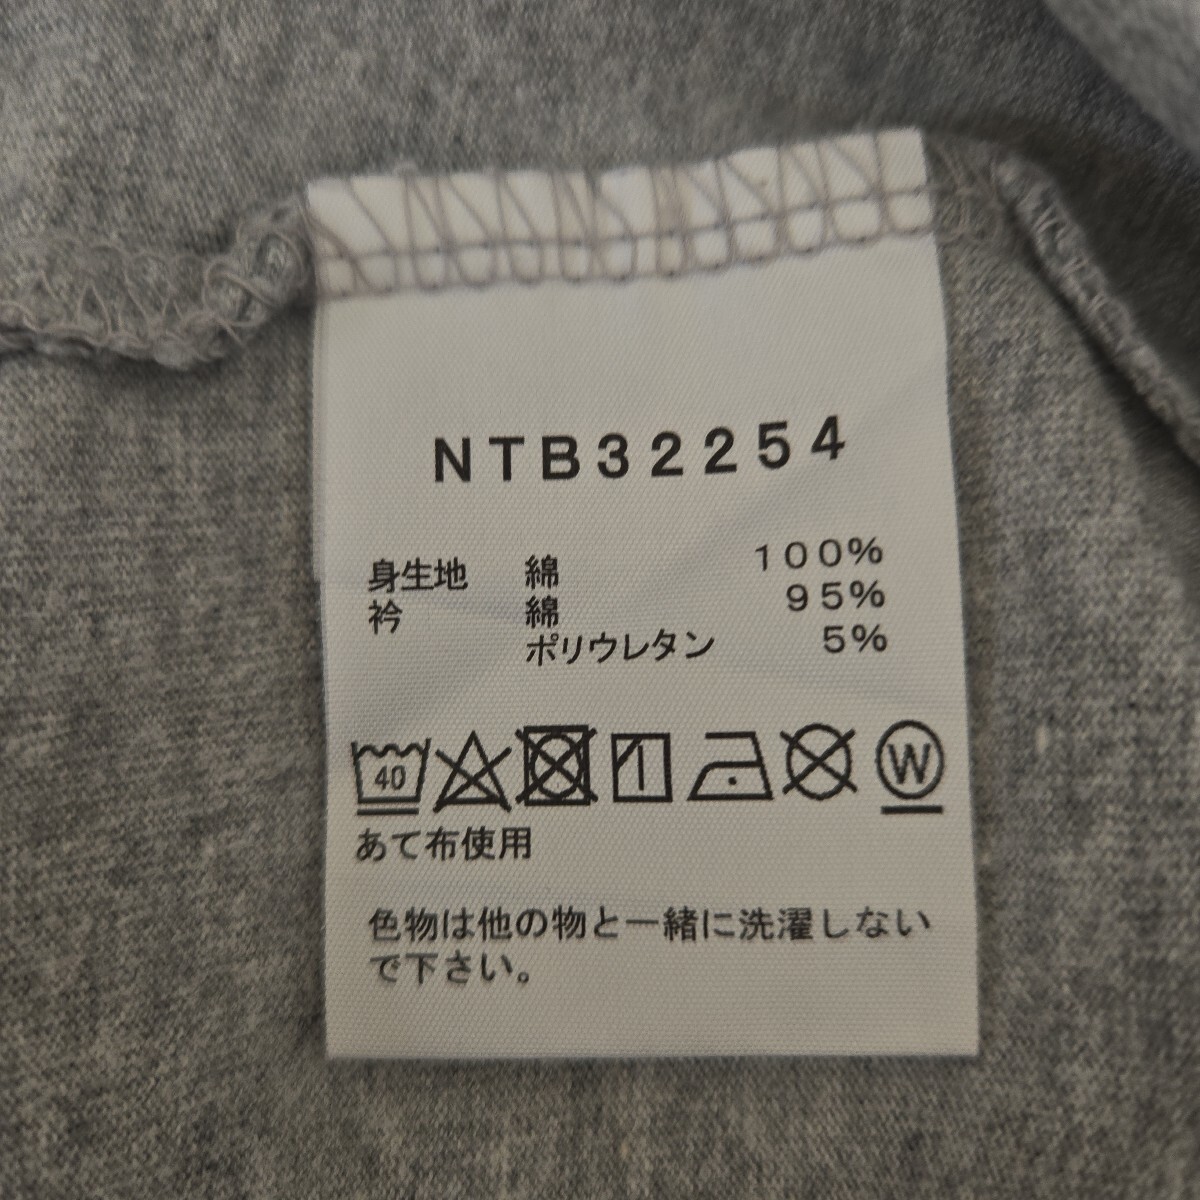 NTB32254
身生地 綿 100%
衿 綿 95%
ポリウレタン 5%
40 W
あて布使用
色物は他の物と一緒に洗濯しない
で下さい。